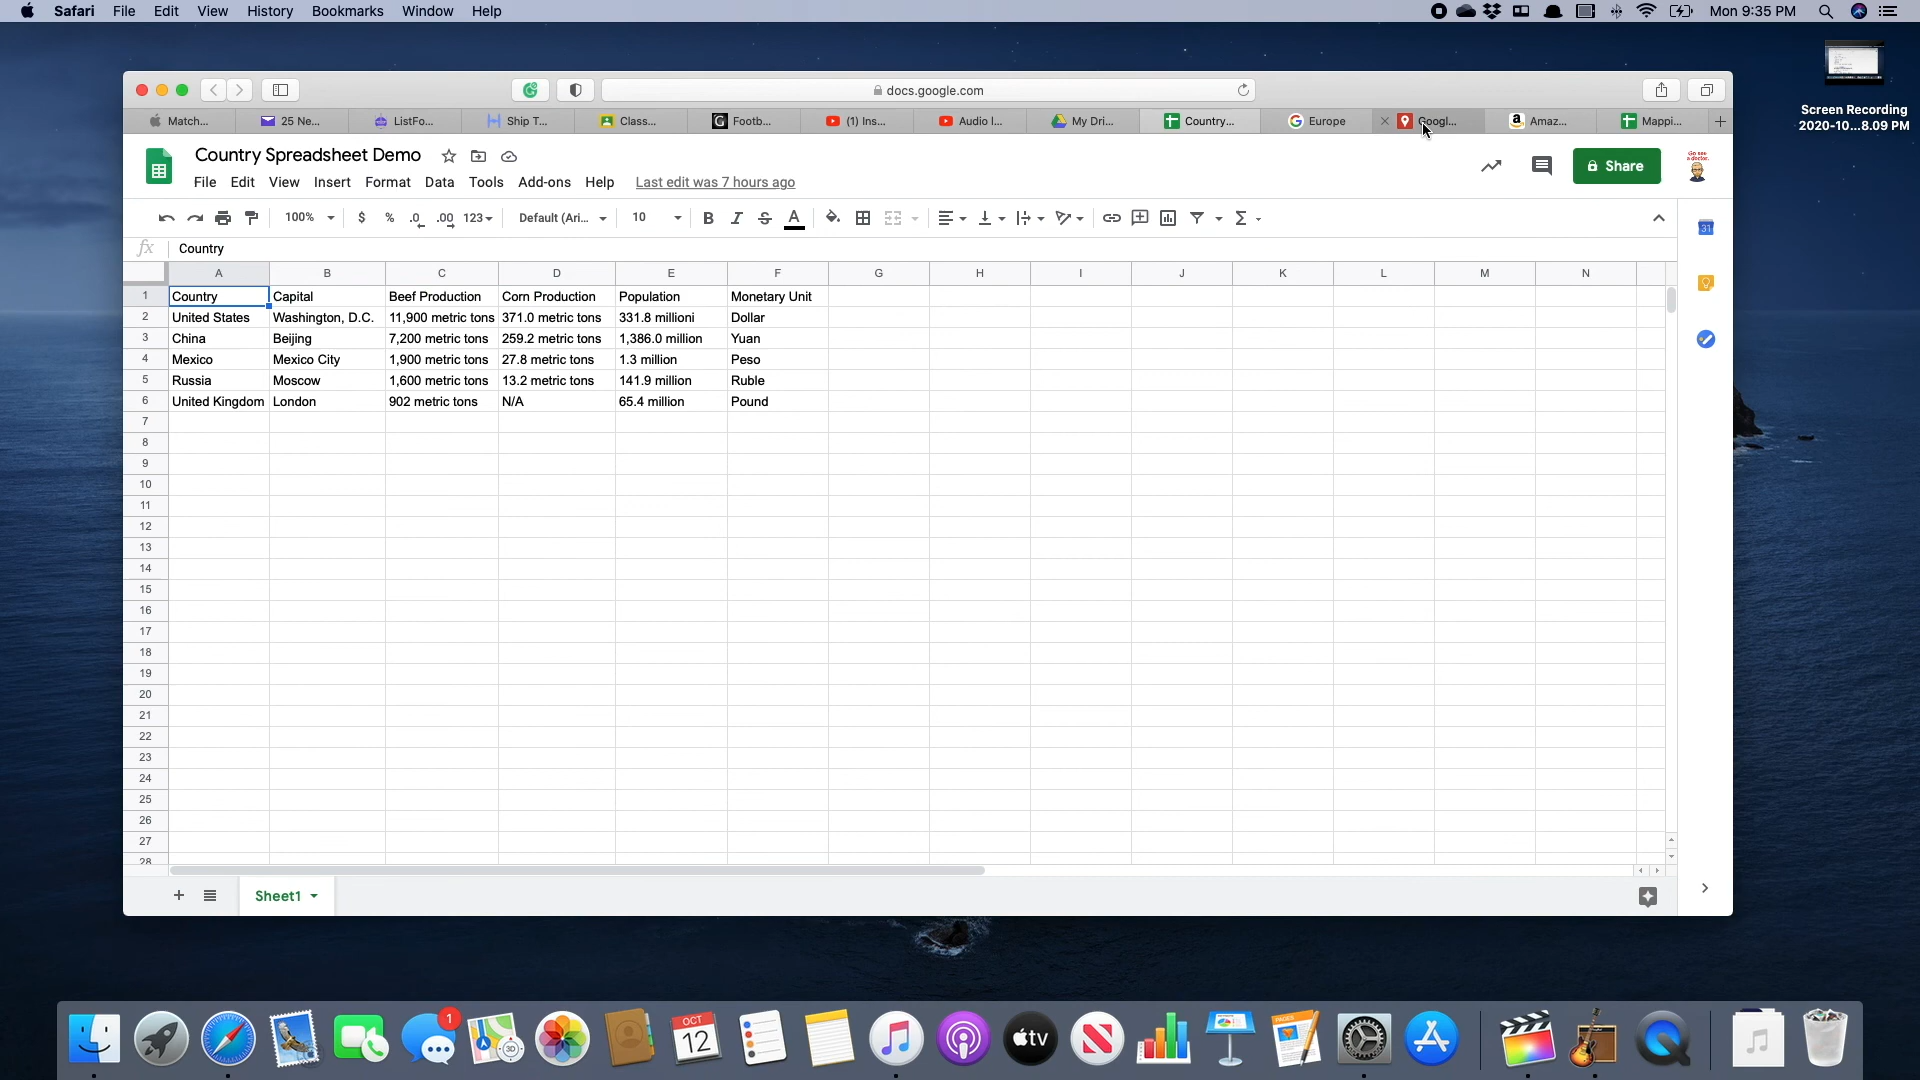 Safari File Edit View History Bookmarks Window Help Mon 9:35 PM
docs.google.com
Match... 25 Ne... ListFo... Ship T... Class... Footb... (1) Ins... Audio I... My Dri... Country... Europe Googl... Amaz... Mappi...
Screen Recording
2020-10...8.09 PM
Country Spreadsheet Demo
Share
File Edit View Insert Format Data Tools Add-ons Help Last edit was 7 hours ago
100% $ % .0 .00 123 Default (Ari... 10 B I S A
fx Country
A B C D E F G H I J K L M N
1 Country Capital Beef Production Corn Production Population Monetary Unit
2 United States Washington, D.C. 11,900 metric tons 371.0 metric tons 331.8 millioni Dollar
3 China Beijing 7,200 metric tons 259.2 metric tons 1,386.0 million Yuan
4 Mexico Mexico City 1,900 metric tons 27.8 metric tons 1.3 million Peso
5 Russia Moscow 1,600 metric tons 13.2 metric tons 141.9 million Ruble
6 United Kingdom London 902 metric tons N/A 65.4 million Pound
7
8
9
10
11
12
13
14
15
16
17
18
19
20
21
22
23
24
25
26
27
28
Sheet1
1
OCT
12
3D
tv
PAGES